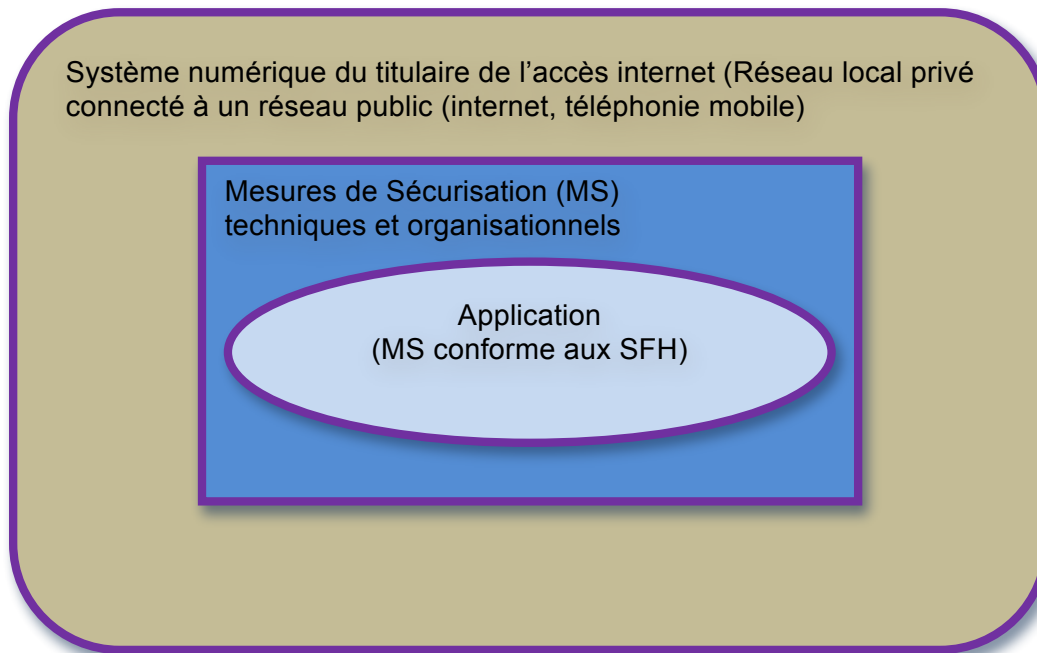 Système numérique du titulaire de l’accès internet (Réseau local privé
connecté à un réseau public (internet, téléphonie mobile)
Mesures de Sécurisation (MS)
techniques et organisationnels
Application
(MS conforme aux SFH)